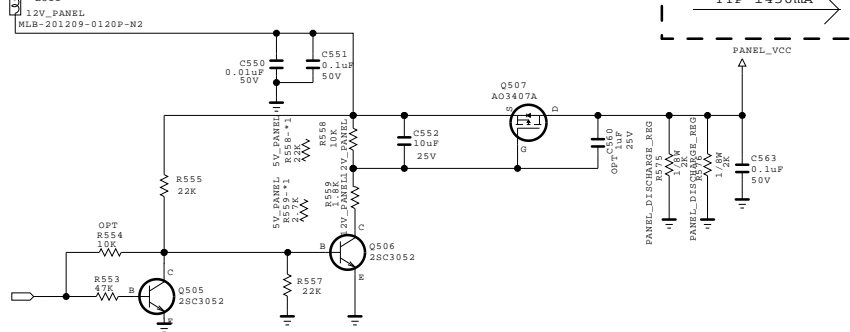 12V_PANEL
MLB-201209-0120P-N2
1450mA
PANEL_VCC
C550
0.01uF
50V
C551
0.1uF
50V
Q507
AO3407A
S
D
G
5V_PANEL
R558-*1
22K
R558
10K
12V_PANEL
C552
10uF
25V
OPT
C560
1uF
25V
PANEL_DISCHARGE_REG
R575
1/8W
2K
PANEL_DISCHARGE_REG
1/8W
2K
C563
0.1uF
50V
R555
22K
5V_PANEL
R559-*1
2.7K
R559
1.8K
12V_PANEL
OPT
R554
10K
B
C
E
Q506
2SC3052
R553
47K
B
C
E
Q505
2SC3052
R557
22K